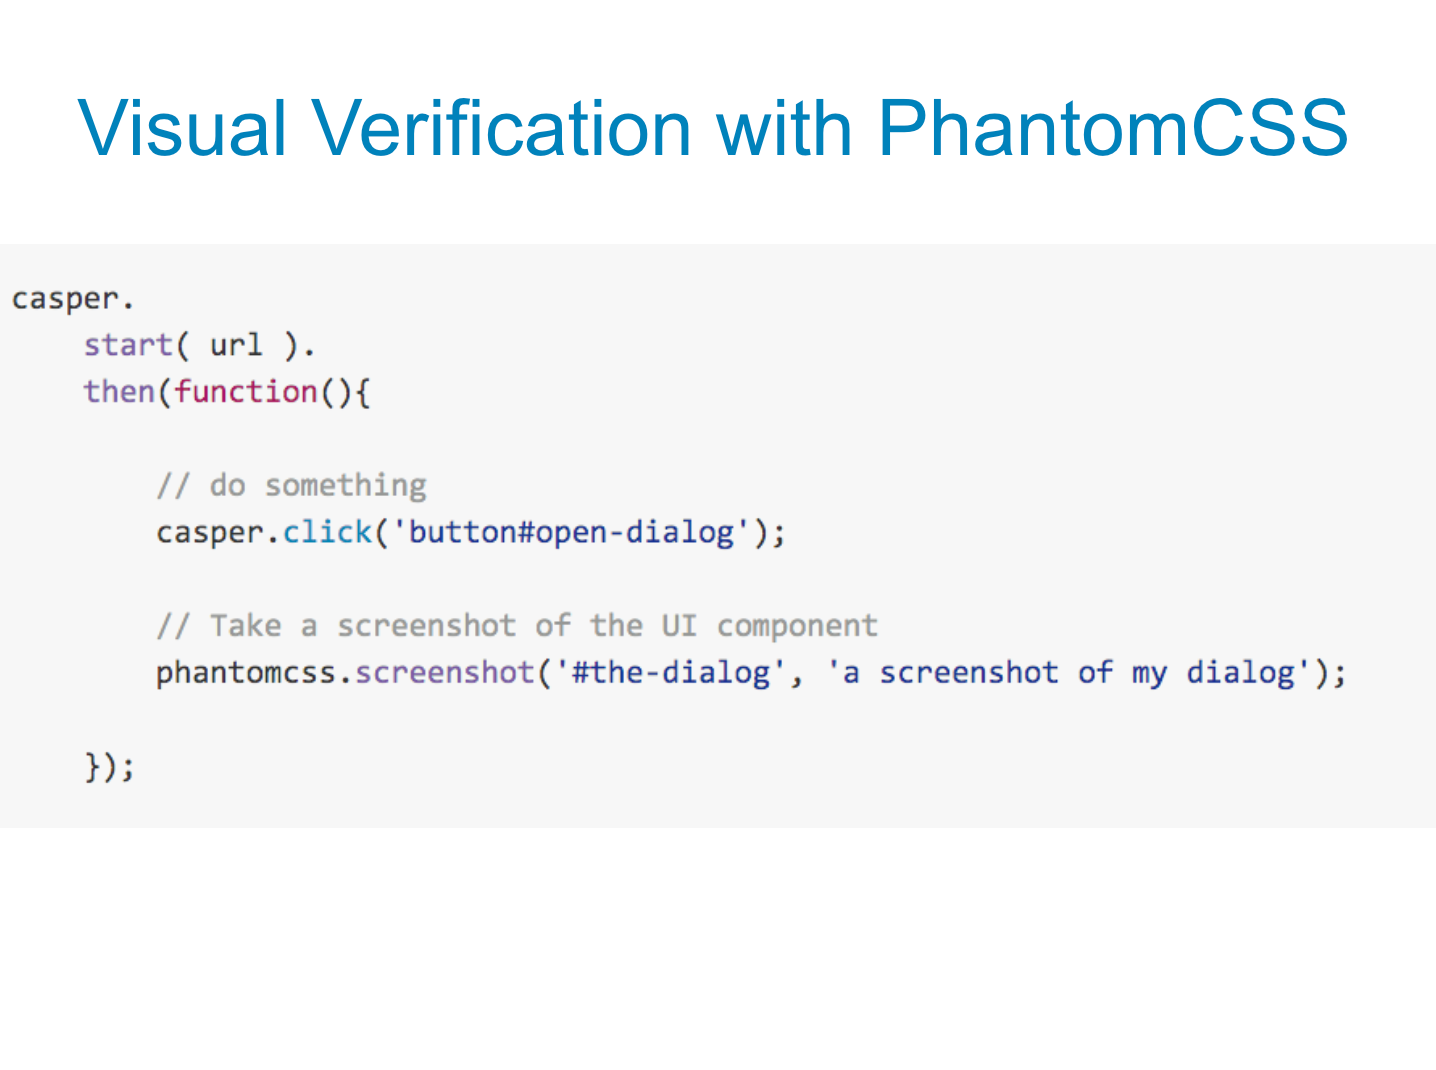 Visual Verification with PhantomCSS
casper.
    start( url ).
    then(function(){
        // do something
        casper.click('button#open-dialog');
        // Take a screenshot of the UI component
        phantomcss.screenshot('#the-dialog', 'a screenshot of my dialog');
    });